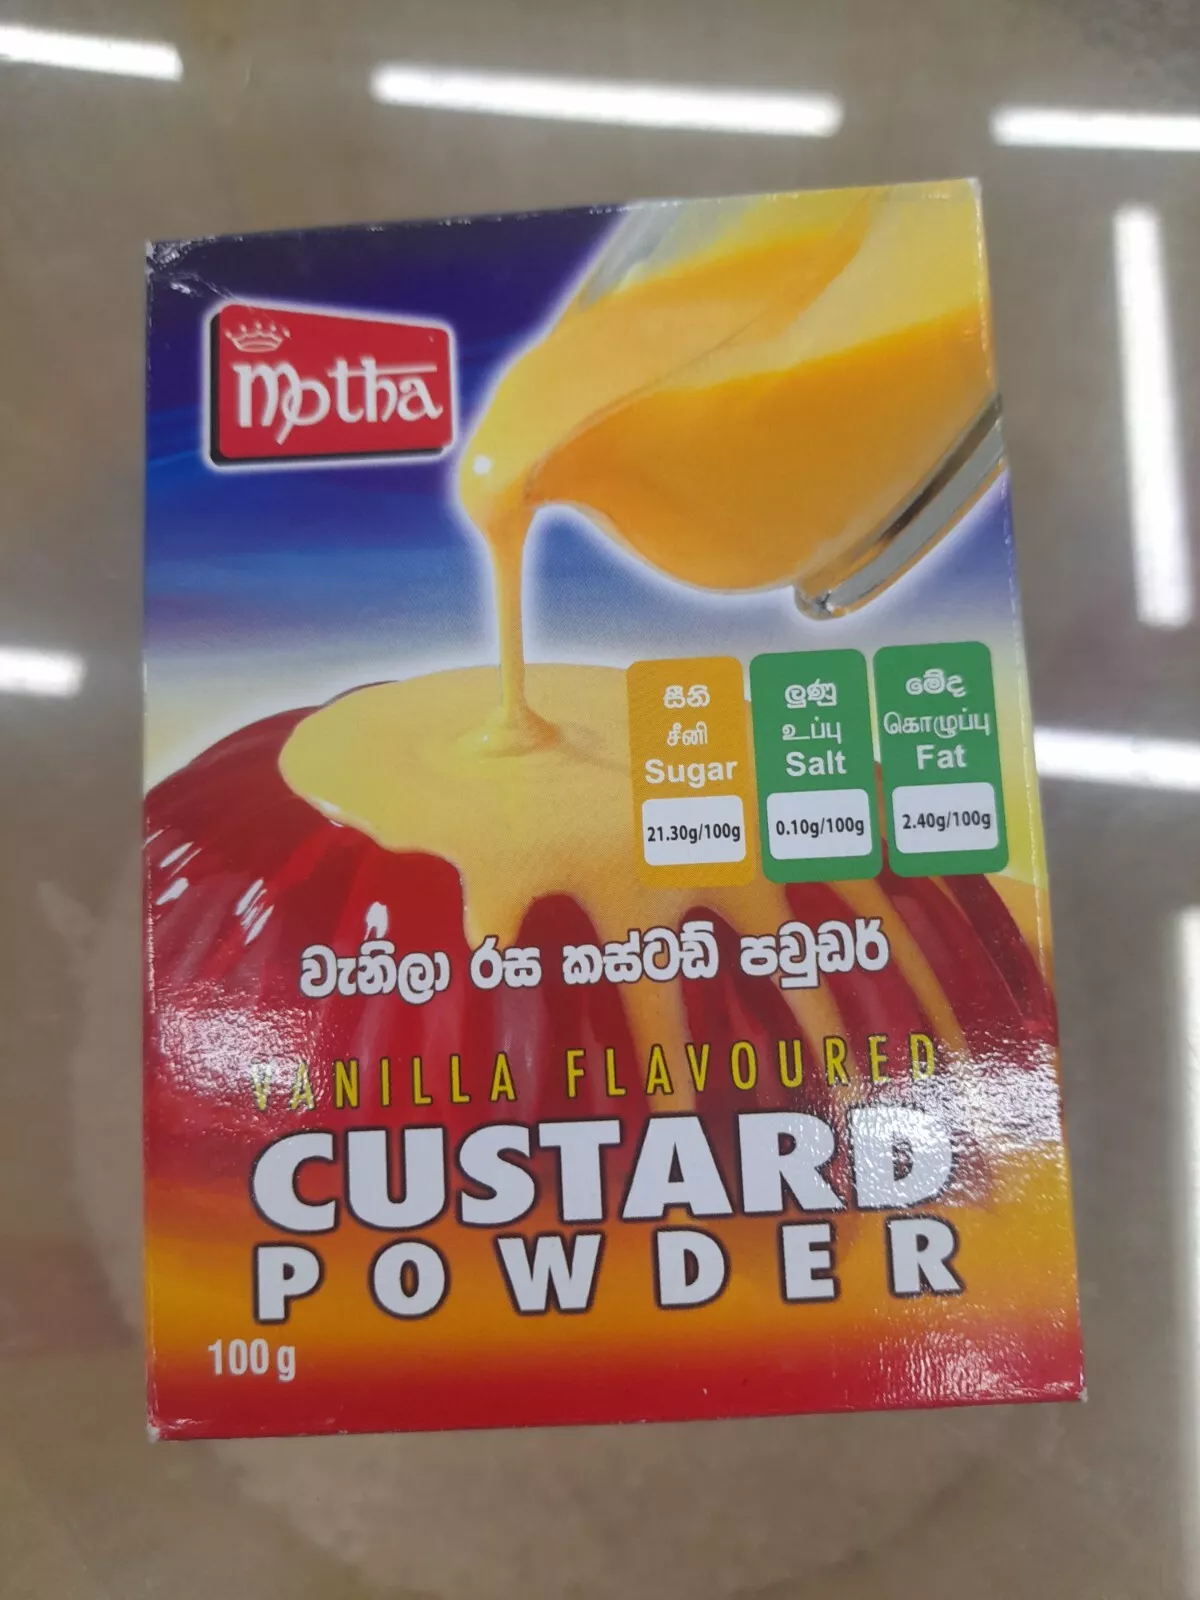 Motha
සීනි
சீனி
Sugar
21.30g/100g
ලුණු
உப்பு
Salt
0.10g/100g
මේද
கொழுப்பு
Fat
2.40g/100g
වැනිලා රස කස්ටඩ් පවුඩර්
VANILLA FLAVOURED
CUSTARD
POWDER
100 g